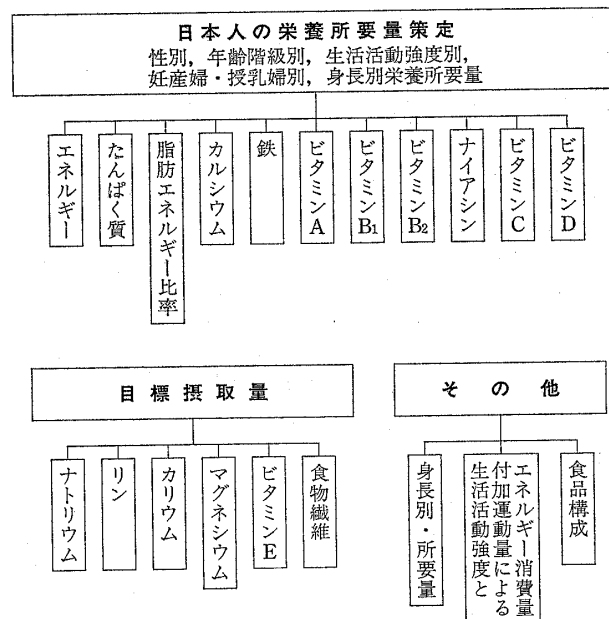 日本人の栄養所要量策定
性別，年齢階級別，生活活動強度別，
妊産婦・授乳婦別，身長別栄養所要量
エネルギー
たんぱく質
脂肪エネルギー比率
カルシウム
鉄
ビタミンA
ビタミンB₁
ビタミンB₂
ナイアシン
ビタミンC
ビタミンD
目標摂取量
ナトリウム
リン
カリウム
マグネシウム
ビタミンE
食物繊維
その他
身長別・所要量
生活活動強度と
付加運動量による
エネルギー消費量
食品構成